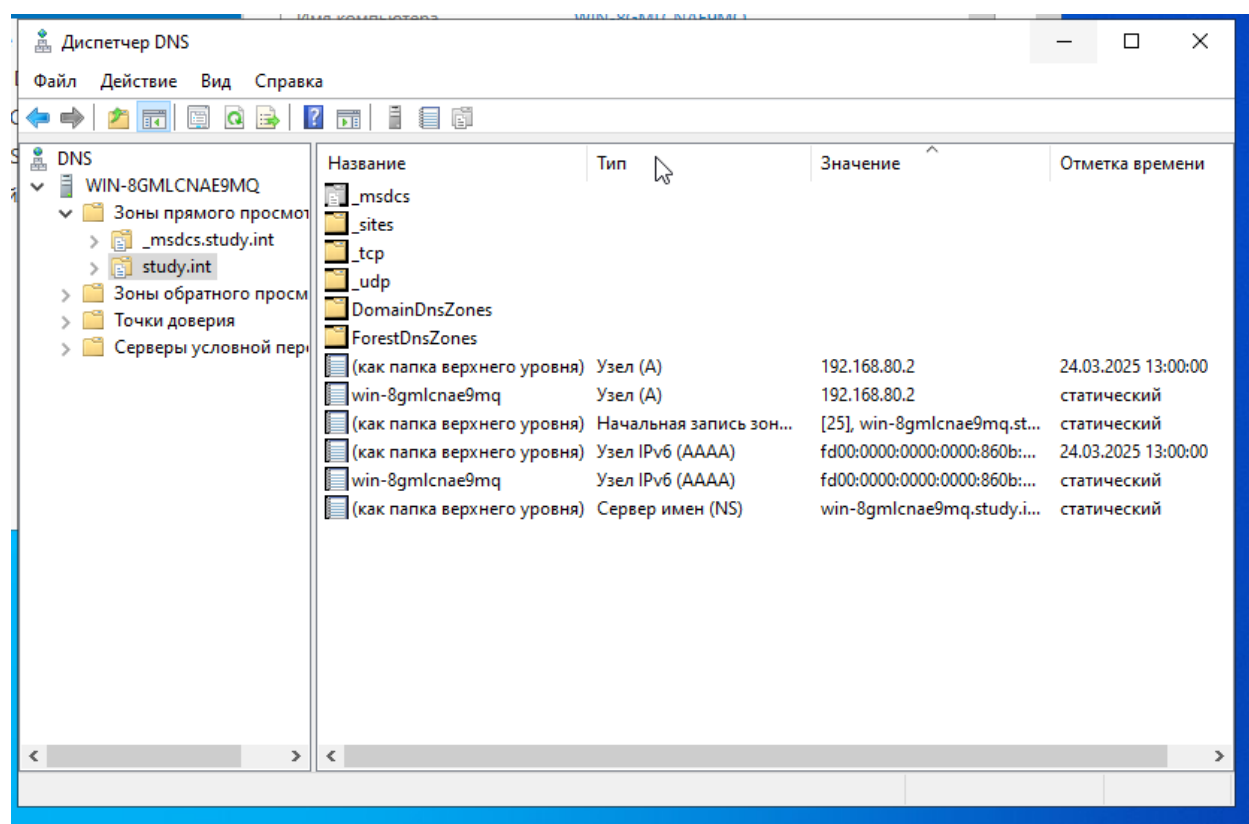 Имя компьютера WIN-8GMLCNAE9MQ
Диспетчер DNS
Файл Действие Вид Справка
DNS
WIN-8GMLCNAE9MQ
Зоны прямого просмот
_msdcs.study.int
study.int
Зоны обратного просм
Точки доверия
Серверы условной пер
Название Тип Значение Отметка времени
_msdcs
_sites
_tcp
_udp
DomainDnsZones
ForestDnsZones
(как папка верхнего уровня) Узел (A) 192.168.80.2 24.03.2025 13:00:00
win-8gmlcnae9mq Узел (A) 192.168.80.2 статический
(как папка верхнего уровня) Начальная запись зон... [25], win-8gmlcnae9mq.st... статический
(как папка верхнего уровня) Узел IPv6 (AAAA) fd00:0000:0000:0000:860b:... 24.03.2025 13:00:00
win-8gmlcnae9mq Узел IPv6 (AAAA) fd00:0000:0000:0000:860b:... статический
(как папка верхнего уровня) Сервер имен (NS) win-8gmlcnae9mq.study.i... статический